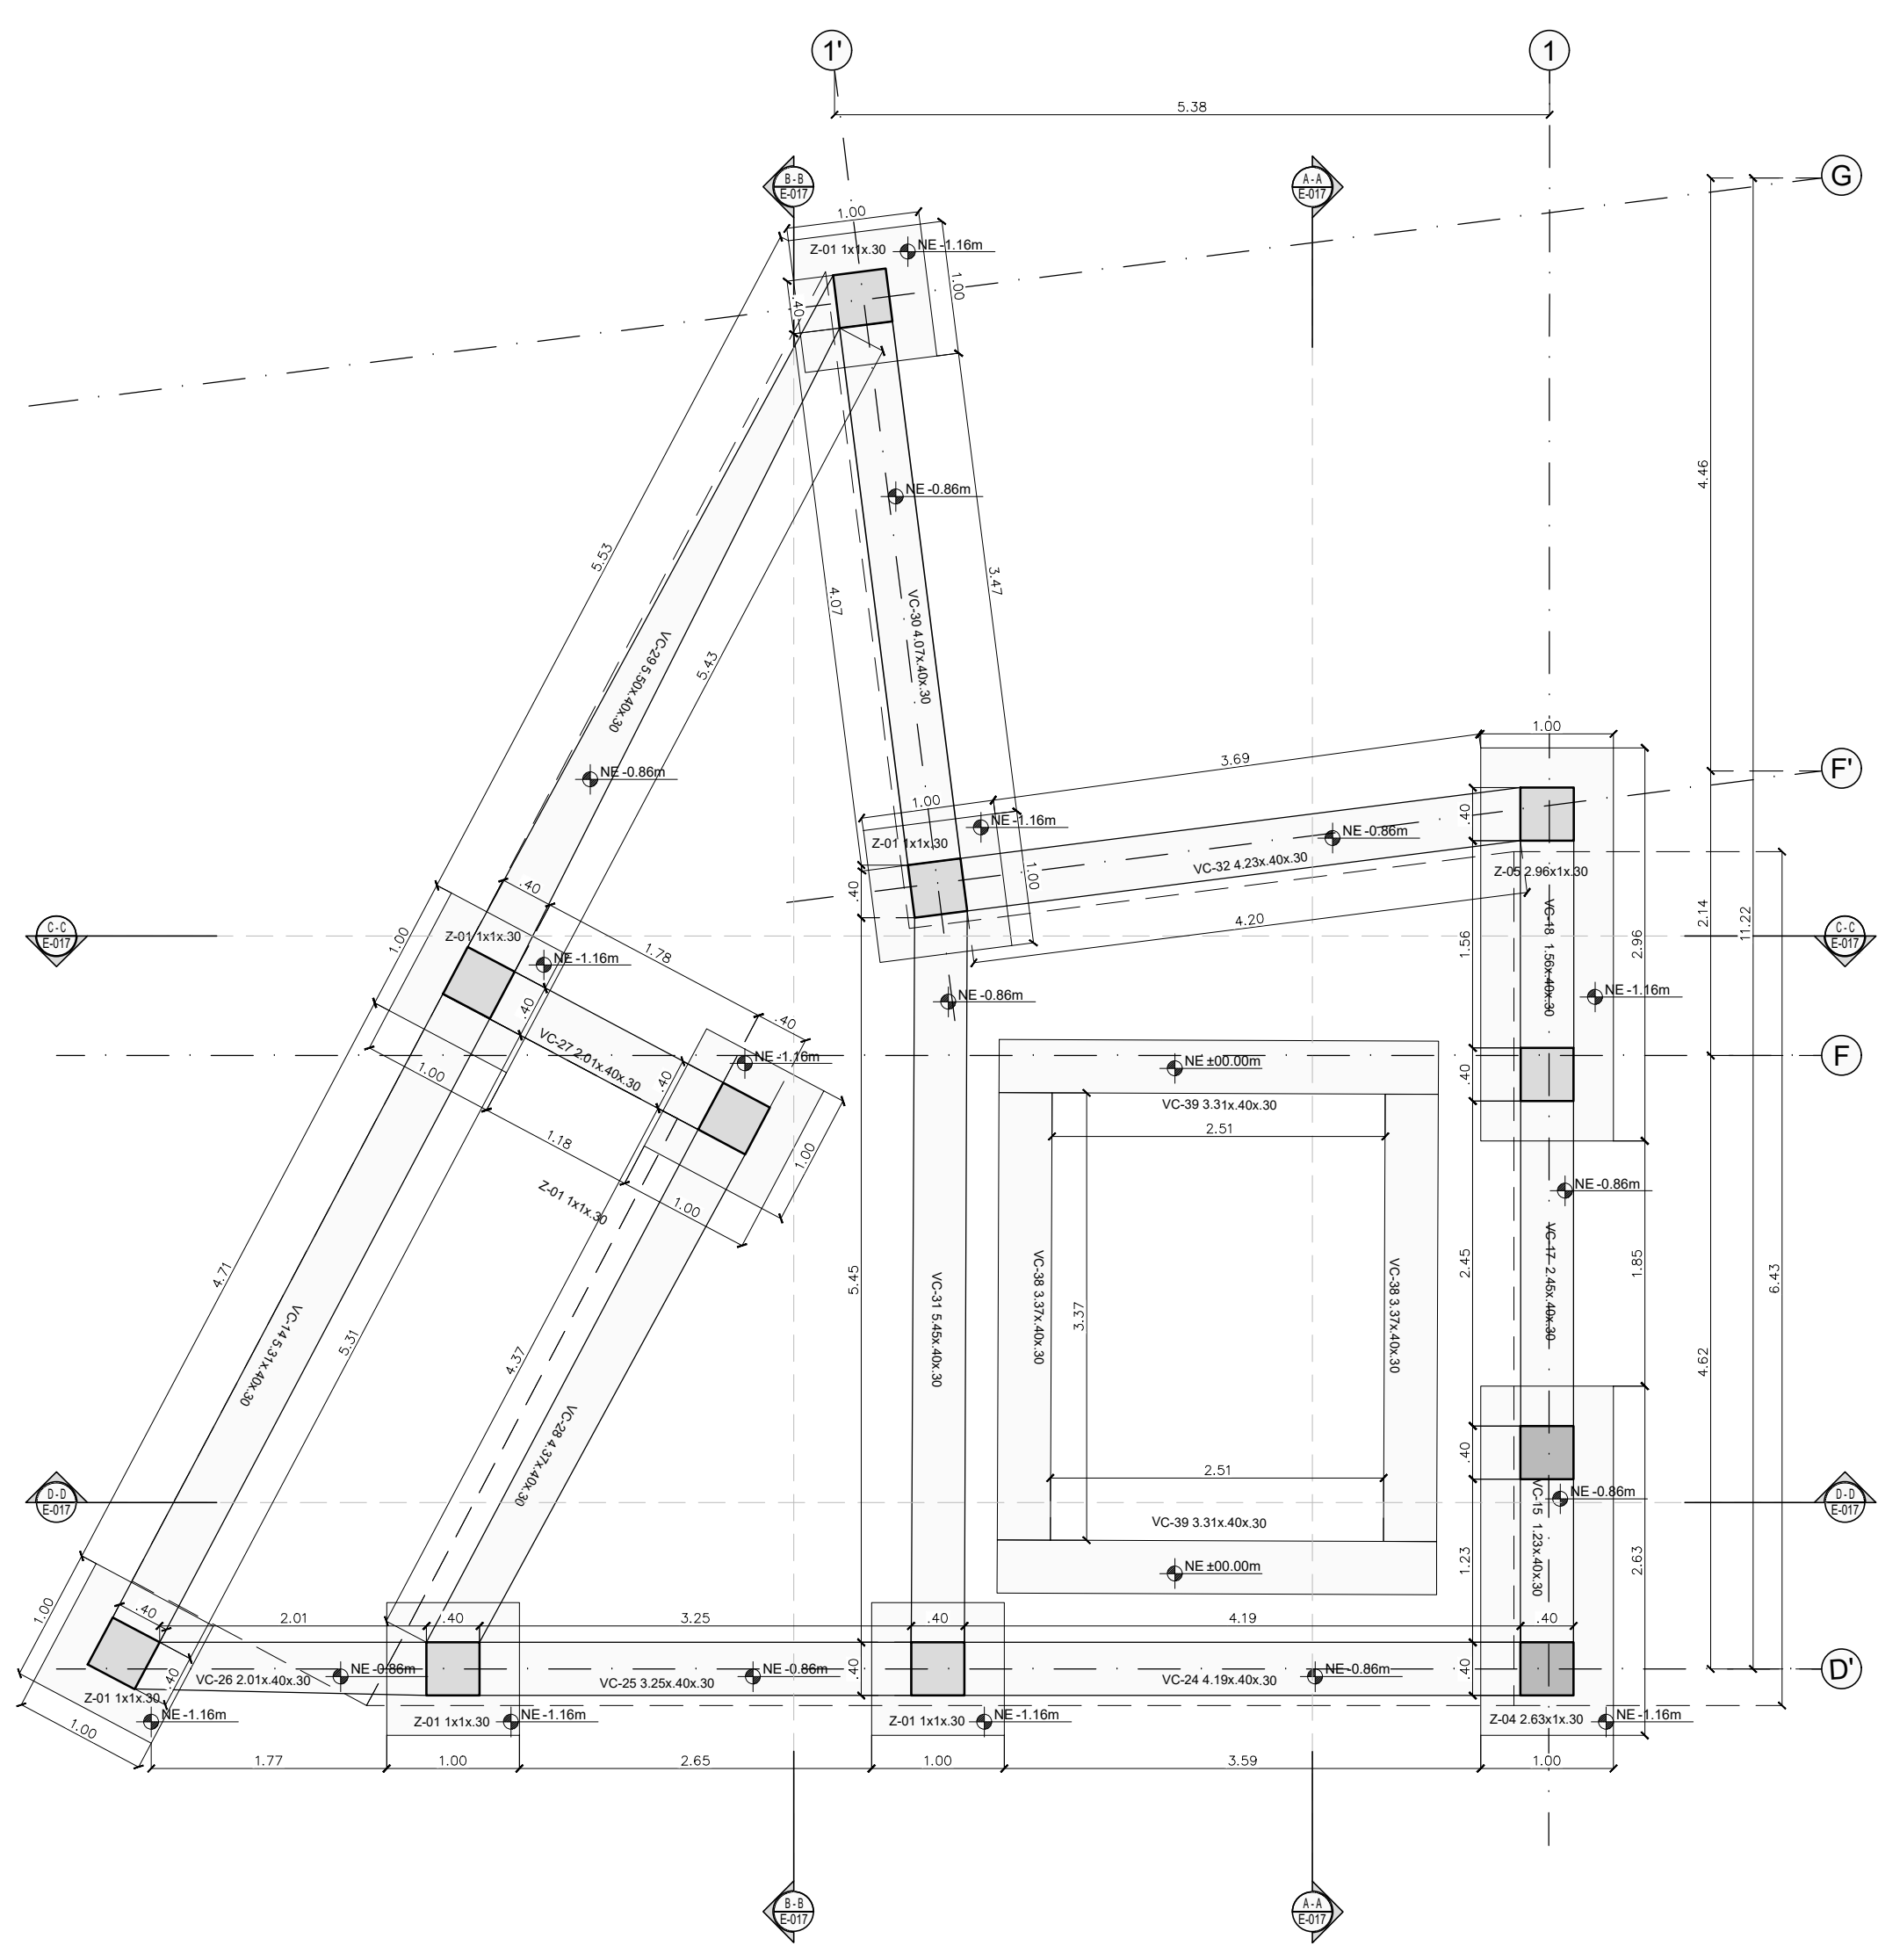 1'
1
5.38
G
B-B
E-017
A-A
E-017
1.00
Z-01 1x1x.30
NE -1.16m
1.00
.40
4.46
NE -0.86m
5.53
3.47
4.07
VC-30 4.07x.40x.30
VC-29 5.50x.40x.30
5.43
1.00
3.69
F'
NE -0.86m
1.00
NE -1.16m
.40
NE -0.86m
Z-01 1x1x.30
VC-32 4.23x.40x.30
Z-05 2.96x1x.30
.40
1.00
.40
4.20
2.14
11.22
C-C
E-017
1.00
Z-01 1x1x.30
1.78
1.56
VC-18 1.56x.40x.30
2.96
C-C
E-017
NE -1.16m
NE -0.86m
NE -1.16m
.40
.40
VC-27 2.01x.40x.30
NE -1.16m
F
1.00
.40
NE ±00.00m
.40
VC-39 3.31x.40x.30
2.51
1.18
1.00
Z-01 1x1x.30
1.00
NE -0.86m
4.71
5.45
VC-31 5.45x.40x.30
VC-38 3.37x.40x.30
3.37
VC-38 3.37x.40x.30
2.45
VC-17 2.45x.40x.30
1.85
6.43
VC-14 5.31x.40x.30
5.31
4.37
4.62
VC-28 4.37x.40x.30
2.51
.40
D-D
E-017
VC-15 1.23x.40x.30
NE -0.86m
D-D
E-017
VC-39 3.31x.40x.30
1.23
2.63
NE ±00.00m
1.00
.40
2.01
.40
3.25
.40
4.19
.40
.40
VC-26 2.01x.40x.30
NE -0.86m
VC-25 3.25x.40x.30
NE -0.86m
.40
VC-24 4.19x.40x.30
NE -0.86m
.40
D'
Z-01 1x1x.30
NE -1.16m
Z-01 1x1x.30
NE -1.16m
Z-01 1x1x.30
NE -1.16m
Z-04 2.63x1x.30
NE -1.16m
1.00
1.77
1.00
2.65
1.00
3.59
1.00
B-B
E-017
A-A
E-017